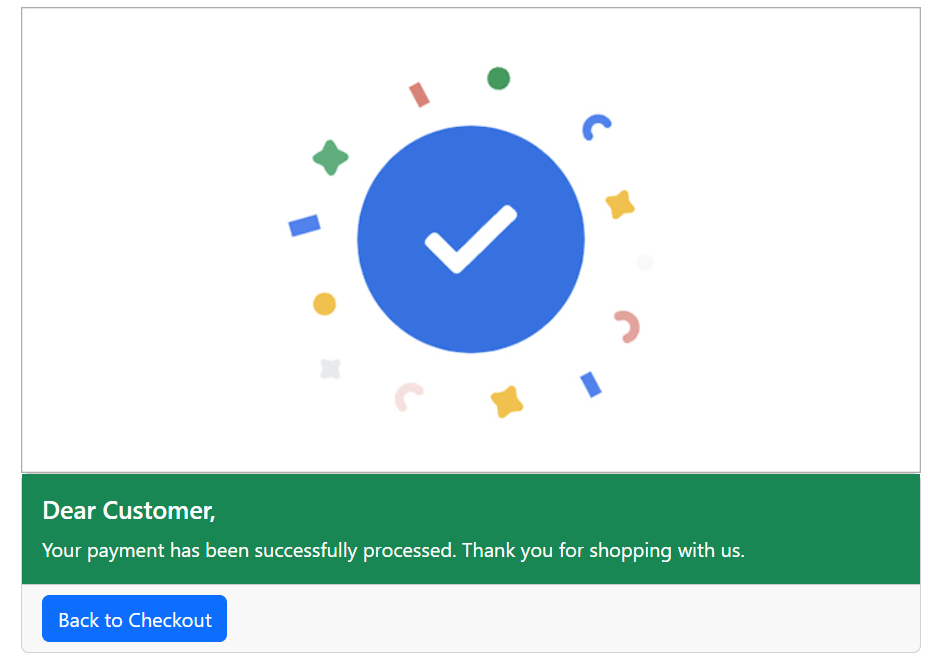 Dear Customer,
Your payment has been successfully processed. Thank you for shopping with us.
Back to Checkout